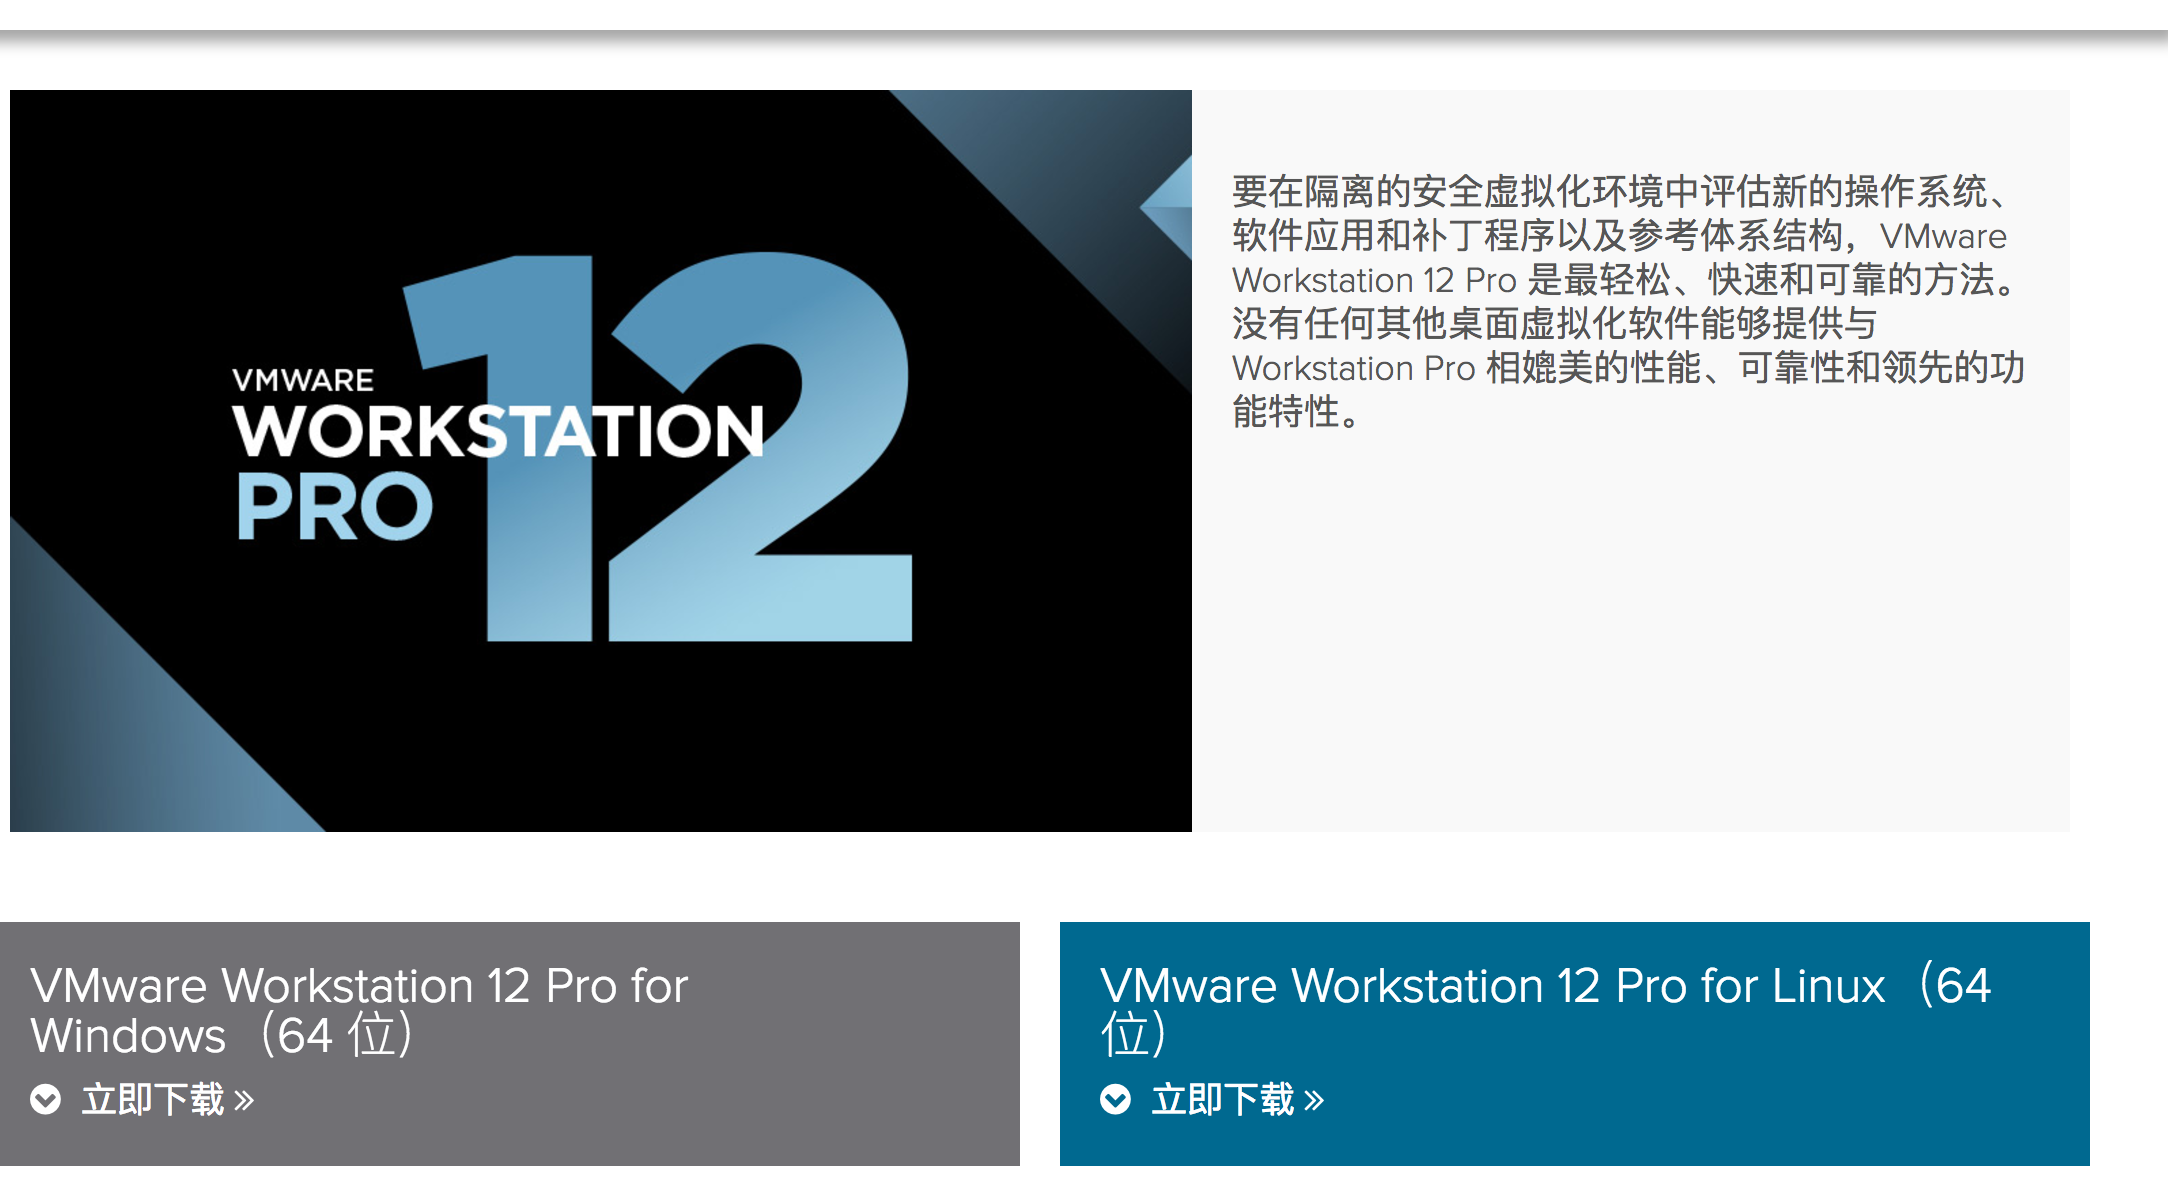 VMWARE
WORKSTATION
PRO
12
要在隔离的安全虚拟化环境中评估新的操作系统、
软件应用和补丁程序以及参考体系结构，VMware
Workstation 12 Pro 是最轻松、快速和可靠的方法。
没有任何其他桌面虚拟化软件能够提供与
Workstation Pro 相媲美的性能、可靠性和领先的功
能特性。
VMware Workstation 12 Pro for
Windows（64 位）
立即下载 »
VMware Workstation 12 Pro for Linux（64
位）
立即下载 »